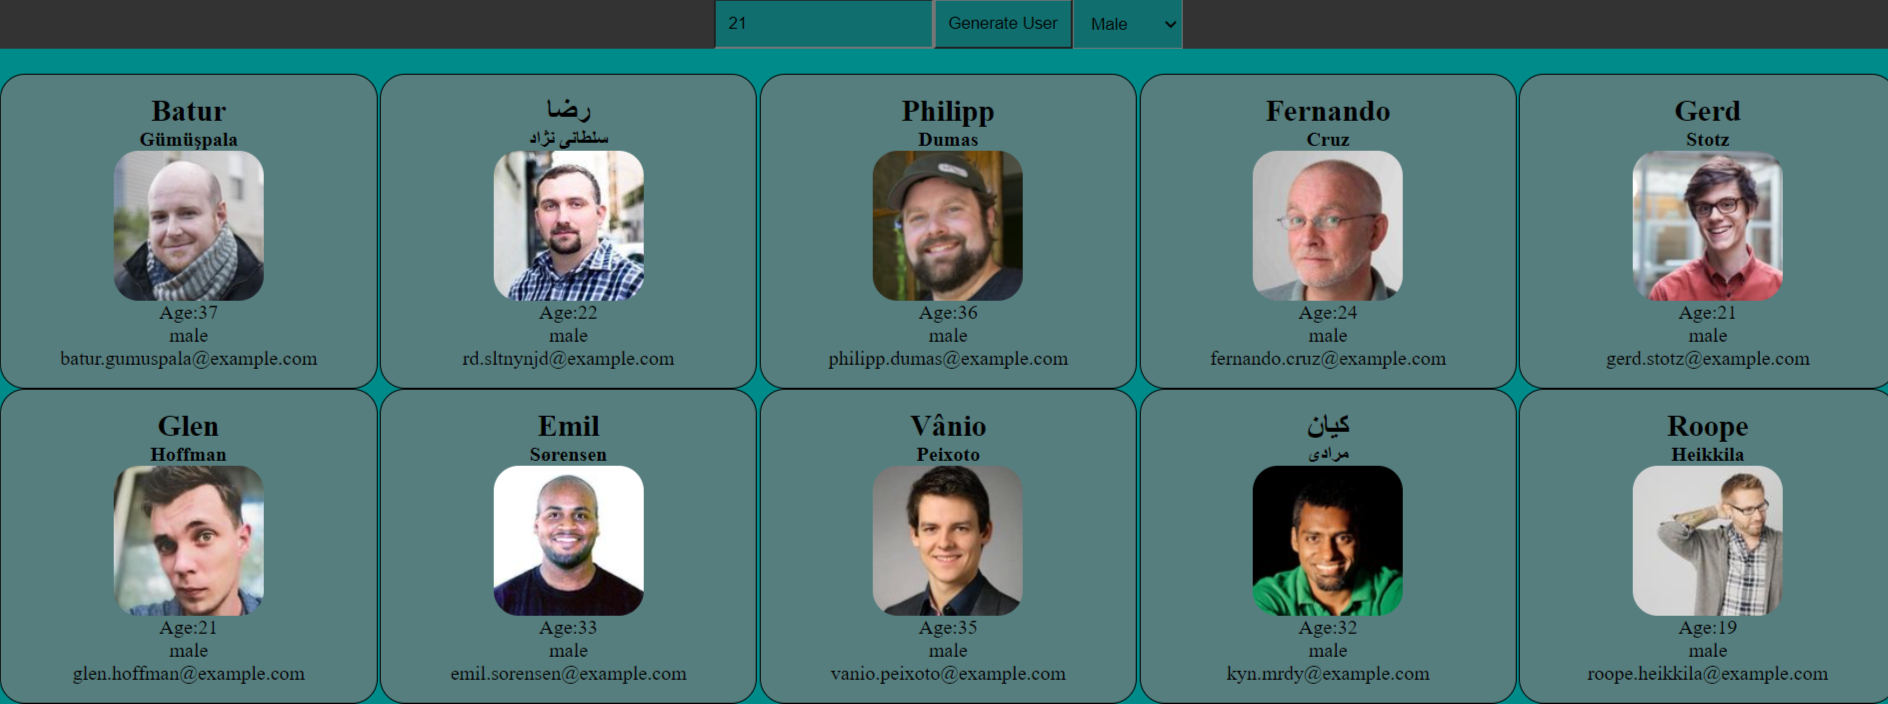 21
Generate User
Male
Batur
Gümüşpala
Age:37
male
batur.gumuspala@example.com
رضا
سلطانی نژاد
Age:22
male
rd.sltnynjd@example.com
Philipp
Dumas
Age:36
male
philipp.dumas@example.com
Fernando
Cruz
Age:24
male
fernando.cruz@example.com
Gerd
Stotz
Age:21
male
gerd.stotz@example.com
Glen
Hoffman
Age:21
male
glen.hoffman@example.com
Emil
Sørensen
Age:33
male
emil.sorensen@example.com
Vânio
Peixoto
Age:35
male
vanio.peixoto@example.com
کیان
مرادی
Age:32
male
kyn.mrdy@example.com
Roope
Heikkila
Age:19
male
roope.heikkila@example.com